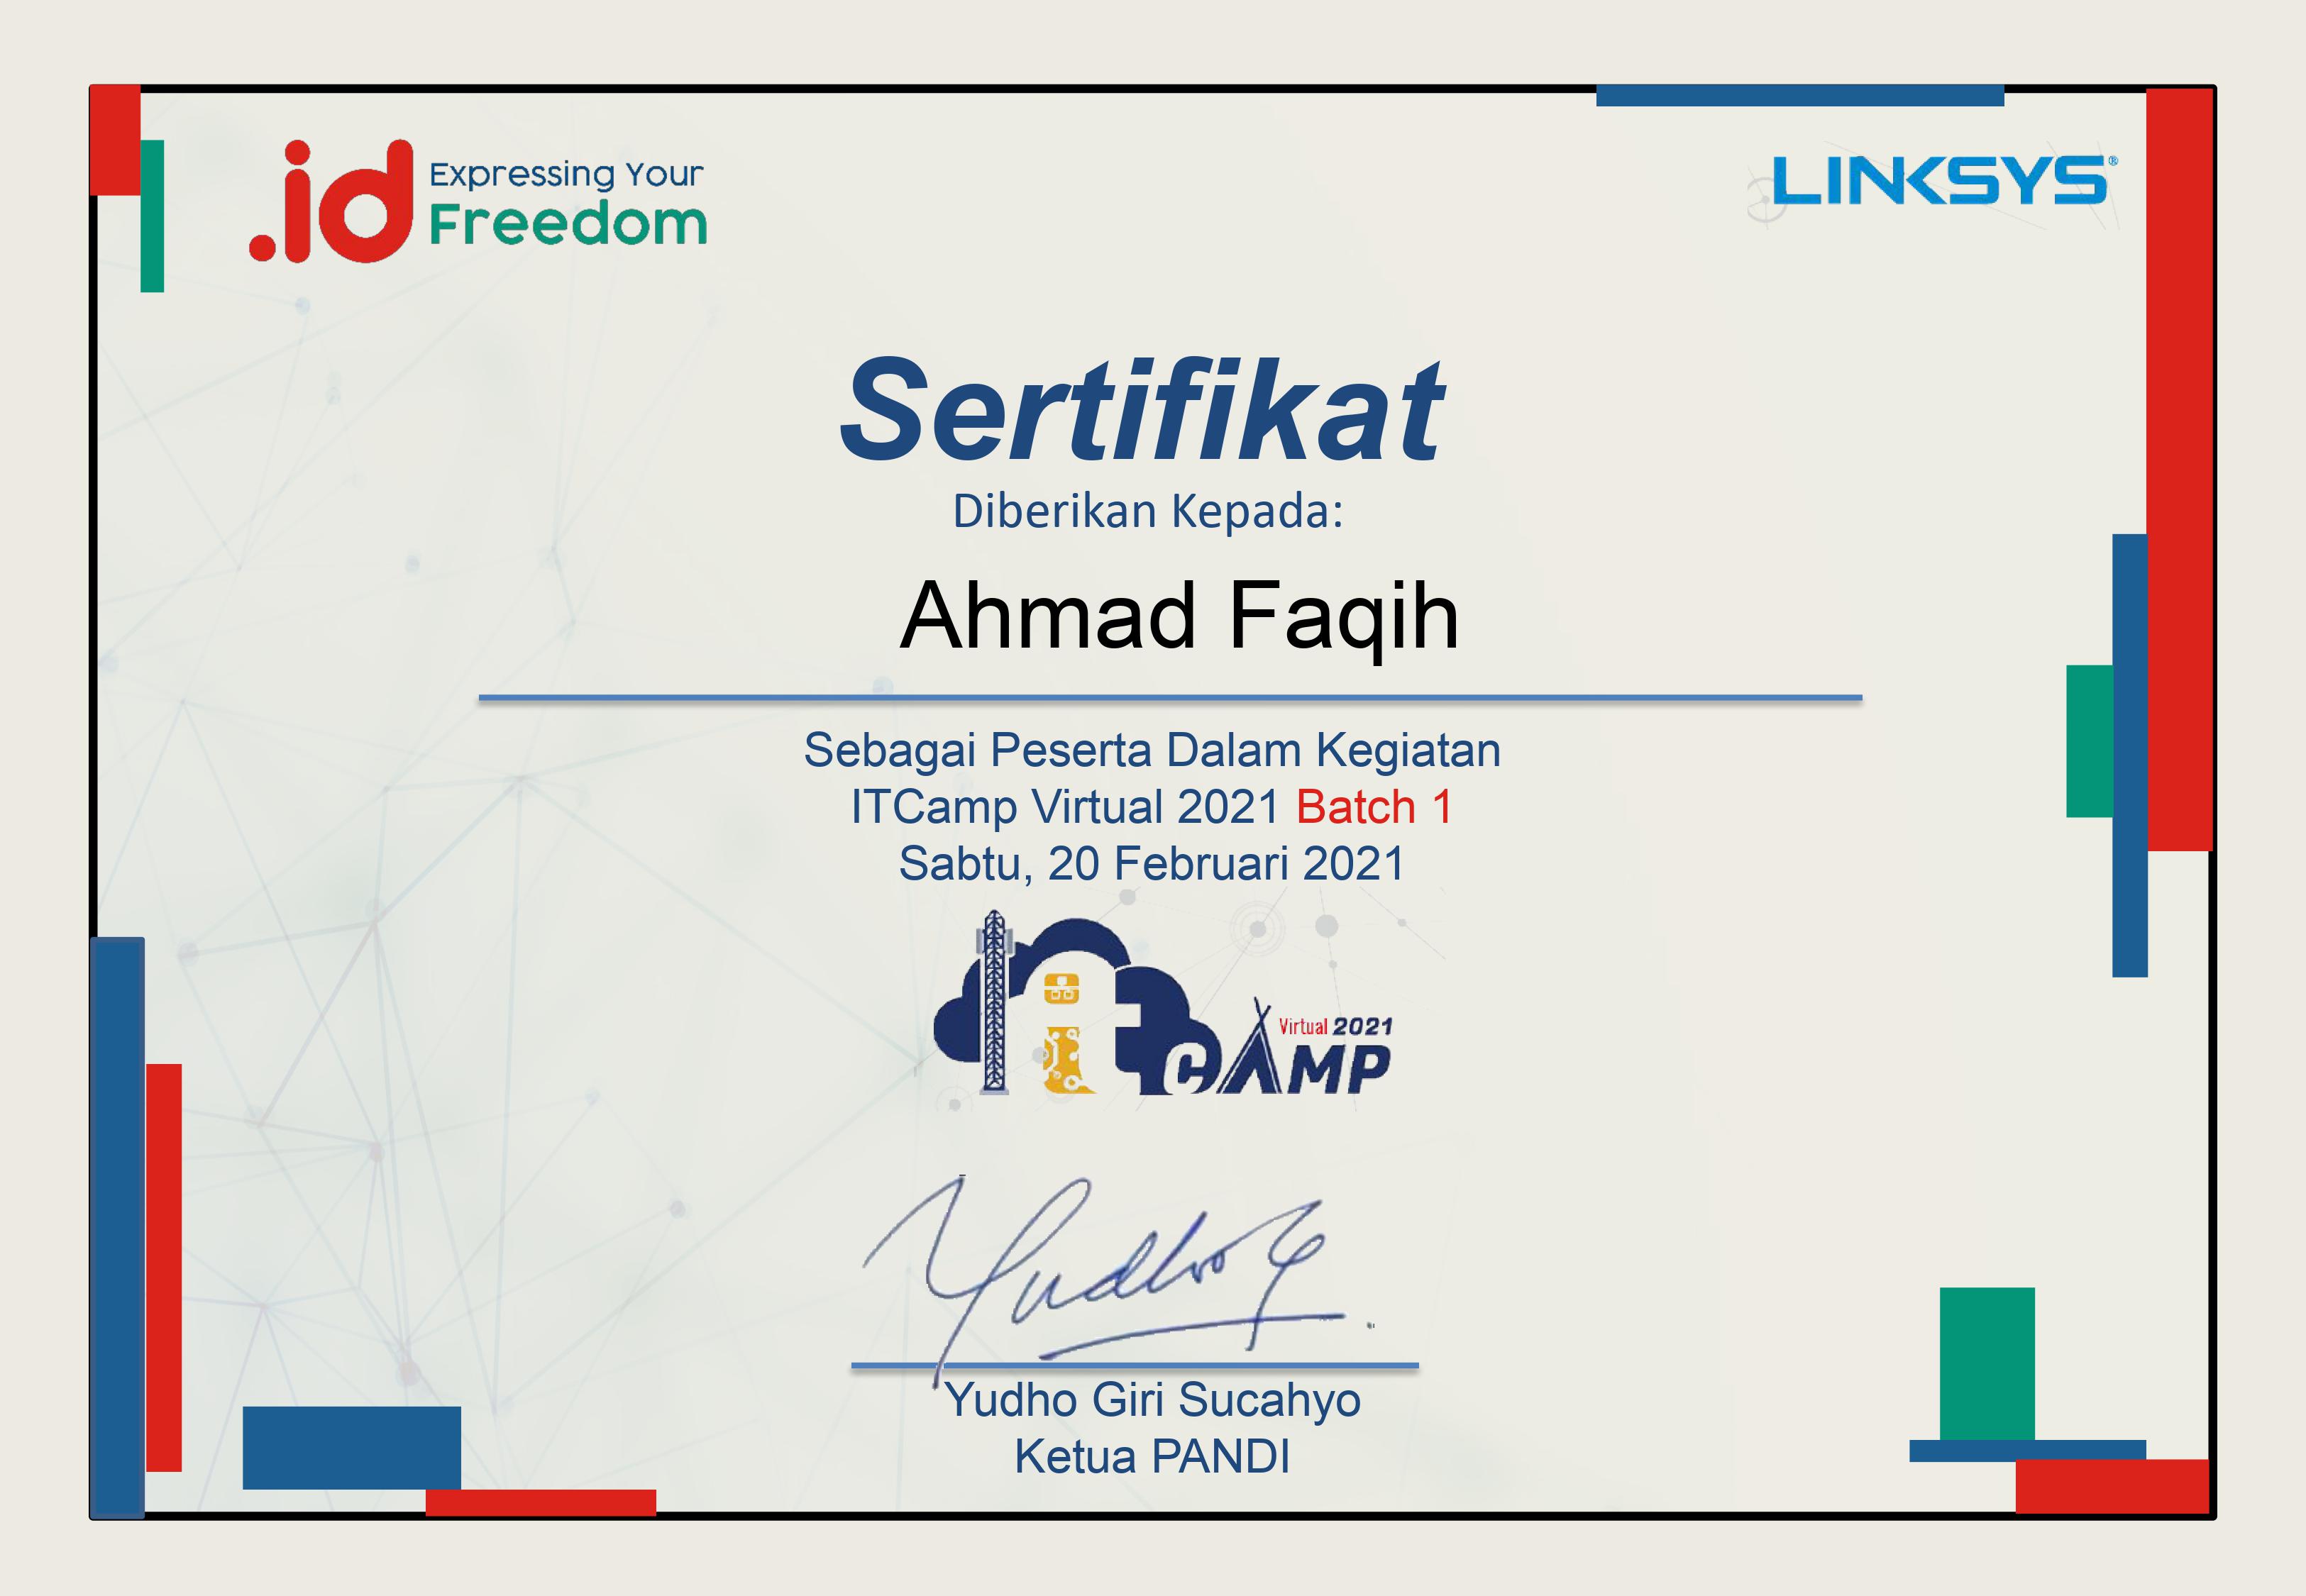 .id Expressing Your
Freedom
LINKSYS®
Sertifikat
Diberikan Kepada:
Ahmad Faqih
Sebagai Peserta Dalam Kegiatan
ITCamp Virtual 2021 Batch 1
Sabtu, 20 Februari 2021
Virtual 2021
it CAMP
Yudho G
Yudho Giri Sucahyo
Ketua PANDI